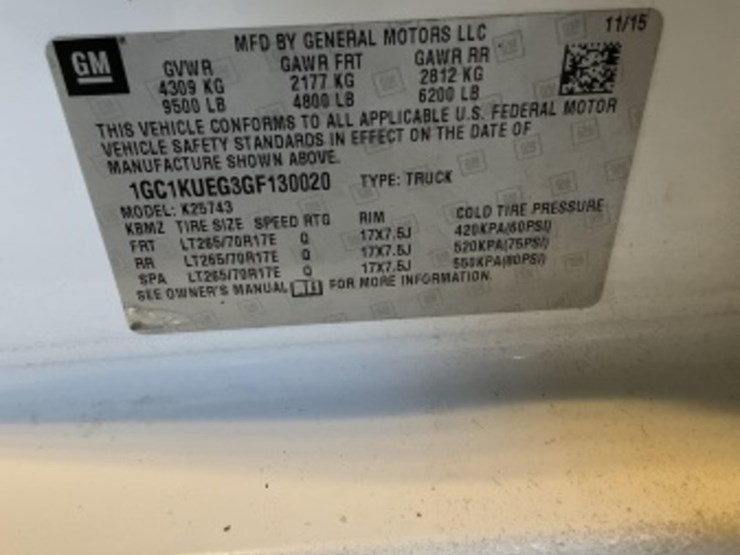 GM
MFD BY GENERAL MOTORS LLC
11/15
GVWR GAWR FRT GAWR RR
4309 KG 2177 KG 2812 KG
9500 LB 4800 LB 6200 LB
THIS VEHICLE CONFORMS TO ALL APPLICABLE U.S. FEDERAL MOTOR
VEHICLE SAFETY STANDARDS IN EFFECT ON THE DATE OF
MANUFACTURE SHOWN ABOVE.
1GC1KUEG3GF130020 TYPE: TRUCK
MODEL: K25743
KBMZ TIRE SIZE SPEED RTG RIM COLD TIRE PRESSURE
FRT LT265/70R17E Q 17X7.5J 420KPA(60PSI)
RR LT265/70R17E Q 17X7.5J 520KPA(75PSI)
SPA LT265/70R17E Q 17X7.5J (80PSI)
SEE OWNER'S MANUAL FOR MORE INFORMATION.